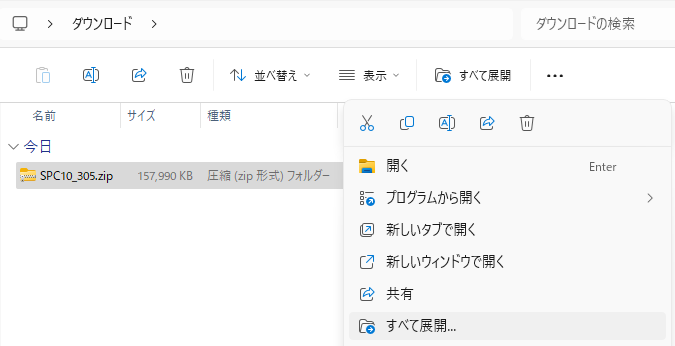 ダウンロード
ダウンロードの検索
並べ替え
表示
すべて展開
名前
サイズ
種類
今日
SPC10_305.zip
157,990 KB
圧縮 (zip 形式) フォルダー
開く
Enter
プログラムから開く
新しいタブで開く
新しいウィンドウで開く
共有
すべて展開...